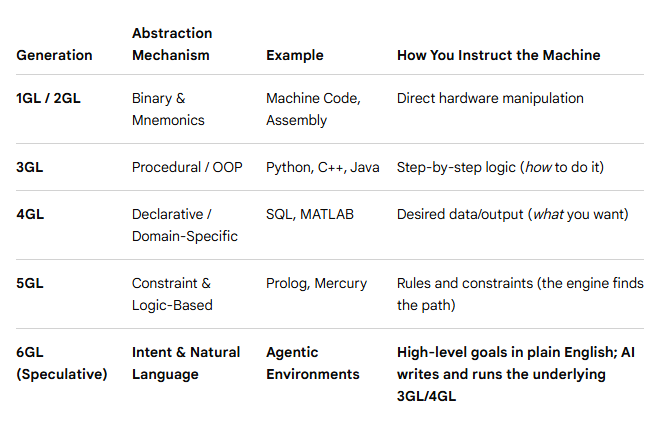 Generation
Abstraction
Mechanism
Example
How You Instruct the Machine
1GL / 2GL
Binary &
Mnemonics
Machine Code,
Assembly
Direct hardware manipulation
3GL
Procedural / OOP
Python, C++, Java
Step-by-step logic (how to do it)
4GL
Declarative /
Domain-Specific
SQL, MATLAB
Desired data/output (what you want)
5GL
Constraint &
Logic-Based
Prolog, Mercury
Rules and constraints (the engine finds
the path)
6GL
(Speculative)
Intent & Natural
Language
Agentic
Environments
High-level goals in plain English; AI
writes and runs the underlying
3GL/4GL